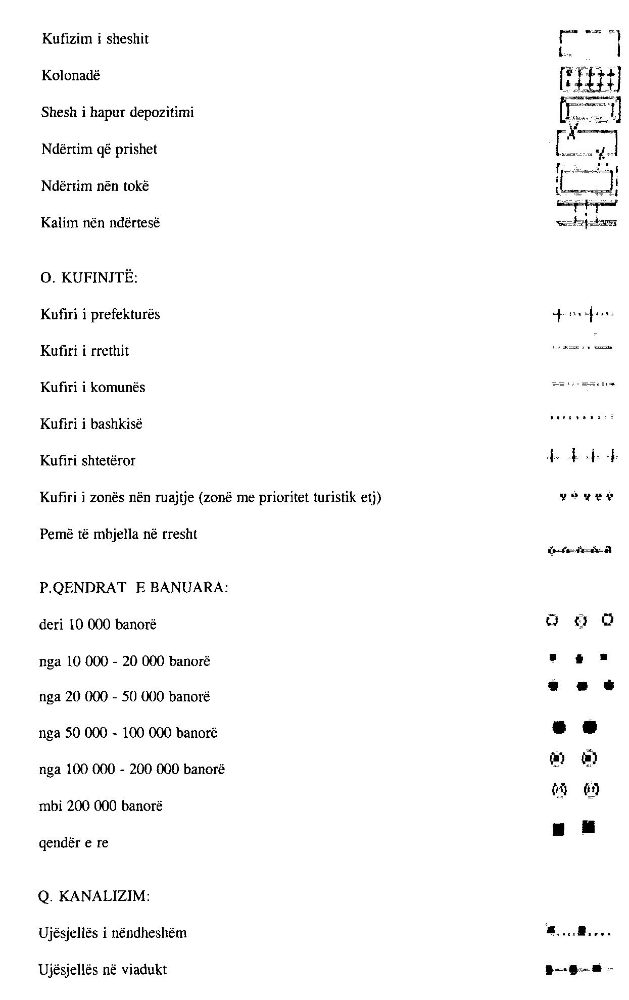 Kufizim i sheshit
Kolonadë
Shesh i hapur depozitimi
Ndërtim që prishet
Ndërtim nën tokë
Kalim nën ndërtesë
O. KUFINJTË:
Kufiri i prefekturës
Kufiri i rrethit
Kufiri i komunës
Kufiri i bashkisë
Kufiri shtetëror
Kufiri i zonës nën ruajtje (zonë me prioritet turistik etj)
Pemë të mbjella në rresht
P.QENDRAT E BANUARA:
deri 10 000 banorë
nga 10 000 - 20 000 banorë
nga 20 000 - 50 000 banorë
nga 50 000 - 100 000 banorë
nga 100 000 - 200 000 banorë
mbi 200 000 banorë
qendër e re
Q. KANALIZIM:
Ujësjellës i nëndheshëm
Ujësjellës në viadukt